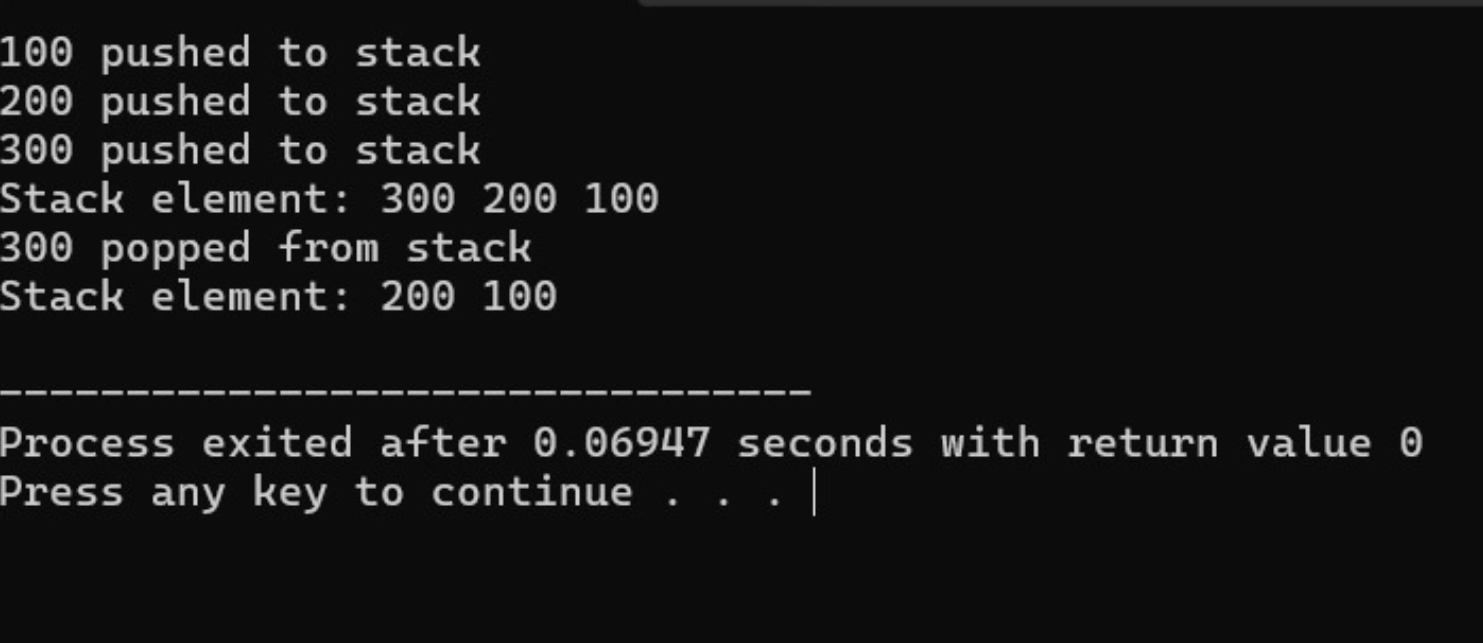 100 pushed to stack
200 pushed to stack
300 pushed to stack
Stack element: 300 200 100
300 popped from stack
Stack element: 200 100
--------------------------------
Process exited after 0.06947 seconds with return value 0
Press any key to continue . . .